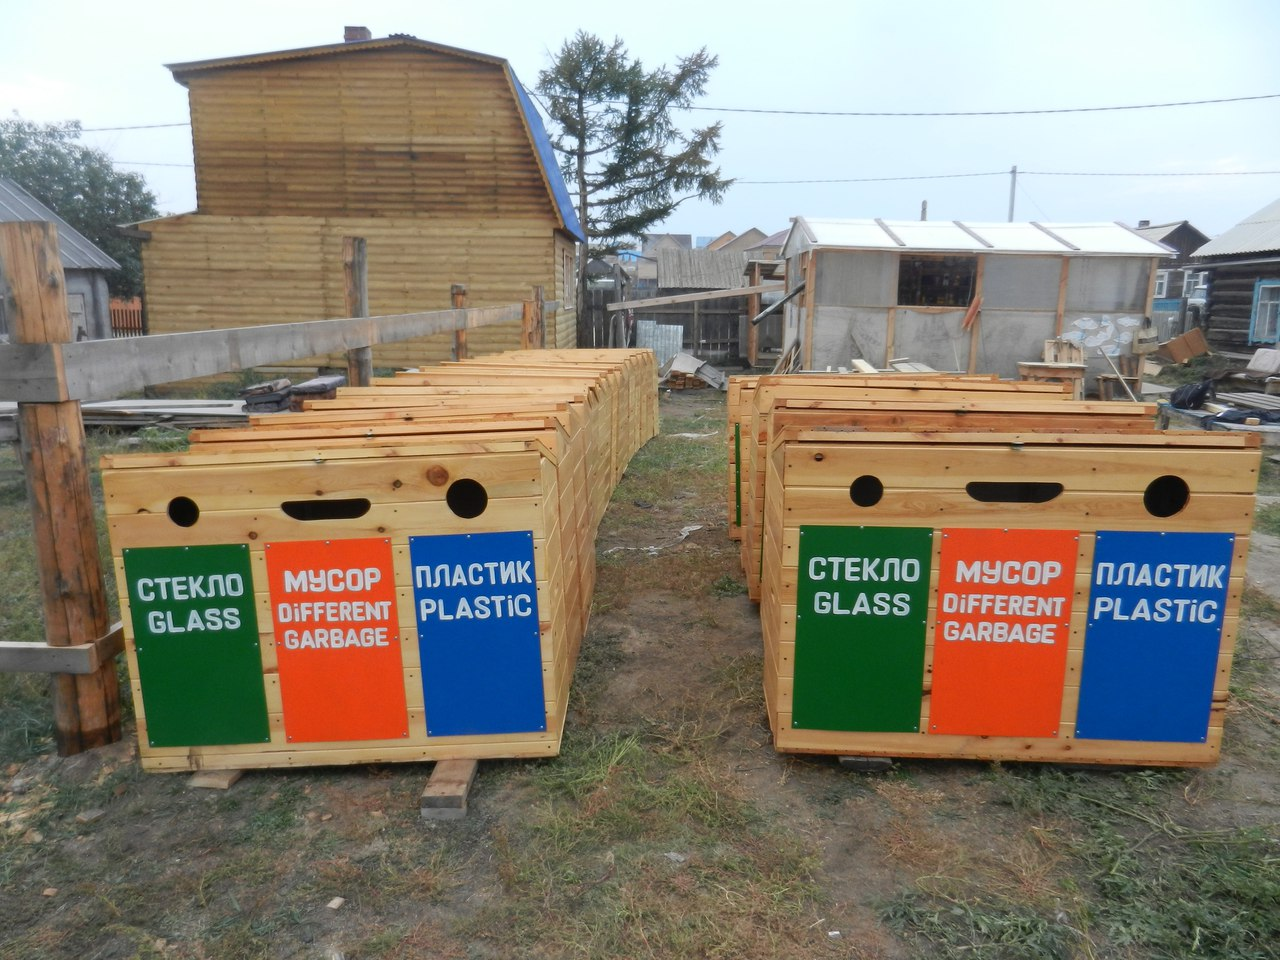 СТЕКЛО
GLASS
МУСОР
DiFFERENT
GARBAGE
ПЛАСТИК
PLASTiC
СТЕКЛО
GLASS
МУСОР
DiFFERENT
GARBAGE
ПЛАСТИК
PLASTiC